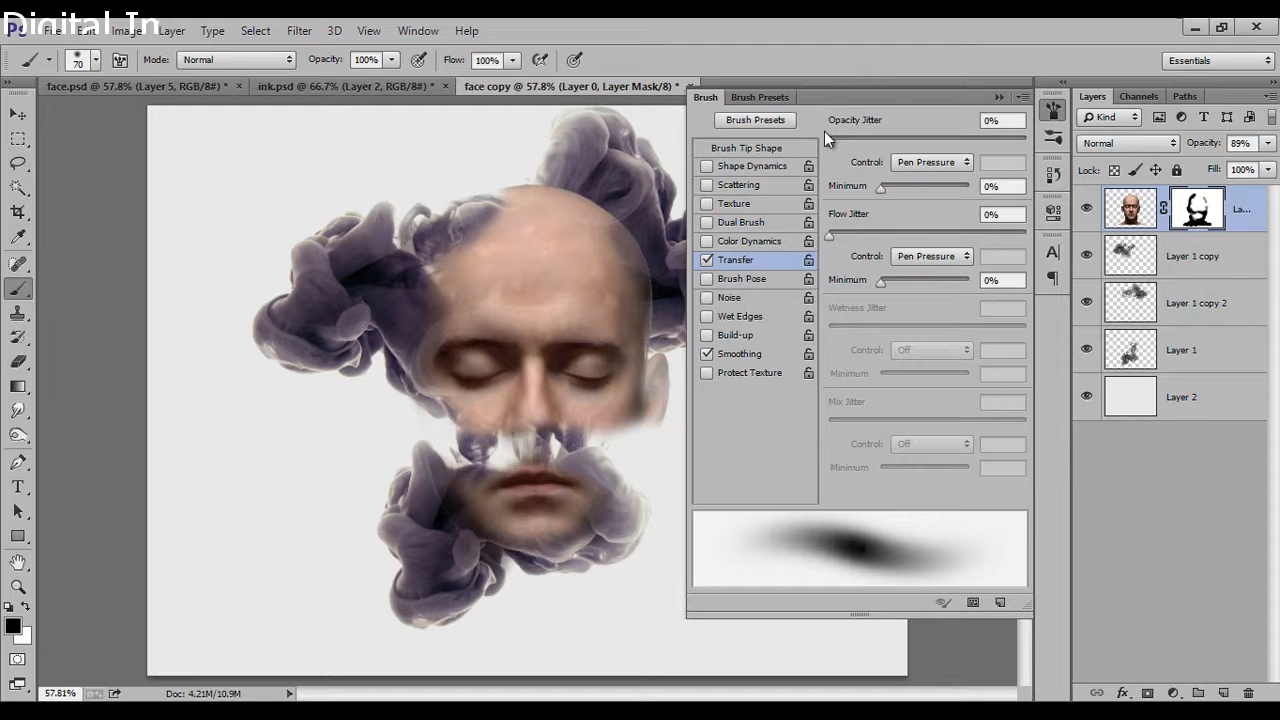 Digital In
Ps File Edit Image Layer Type Select Filter 3D View Window Help
70 Mode: Normal Opacity: 100% Flow: 100% Essentials
face.psd @ 57.8% (Layer 5, RGB/8#) * × ink.psd @ 66.7% (Layer 2, RGB/8#) * × face copy @ 57.8% (Layer 0, Layer Mask/8) * ×
Brush Brush Presets
Brush Presets
Brush Tip Shape
Shape Dynamics
Scattering
Texture
Dual Brush
Color Dynamics
Transfer
Brush Pose
Noise
Wet Edges
Build-up
Smoothing
Protect Texture
Opacity Jitter 0%
Control: Pen Pressure
Minimum 0%
Flow Jitter 0%
Control: Pen Pressure
Minimum 0%
Wetness Jitter
Control: Off
Minimum
Mix Jitter
Control: Off
Minimum
Layers Channels Paths
Kind
Normal Opacity: 89%
Lock: Fill: 100%
La...
Layer 1 copy
Layer 1 copy 2
Layer 1
Layer 2
57.81% Doc: 4.21M/10.9M